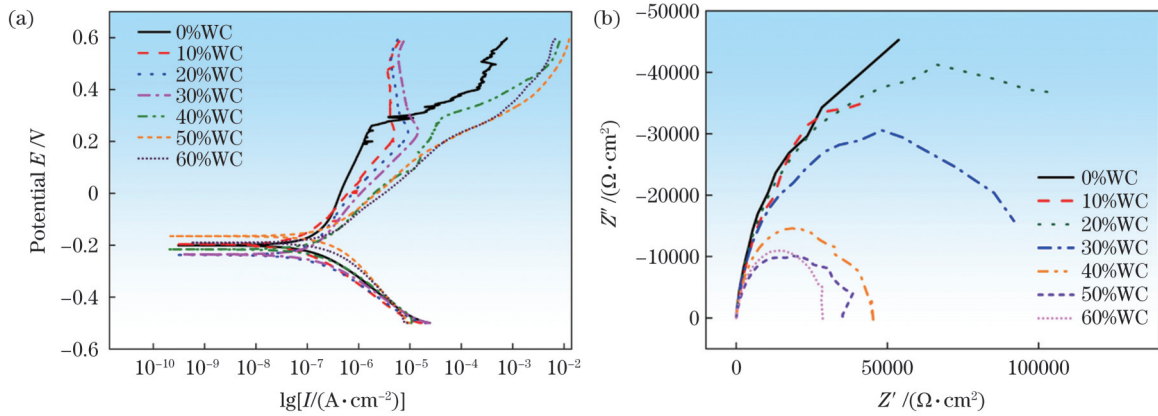 (a)
0.6
0.4
0.2
0
−0.2
−0.4
−0.6
Potential E /V
0%WC
10%WC
20%WC
30%WC
40%WC
50%WC
60%WC
10⁻¹⁰ 10⁻⁹ 10⁻⁸ 10⁻⁷ 10⁻⁶ 10⁻⁵ 10⁻⁴ 10⁻³ 10⁻² 10⁻¹
lg[I/(A·cm⁻²)]
(b)
−50000
−40000
−30000
−20000
−10000
0
Z″ /(Ω·cm²)
0%WC
10%WC
20%WC
30%WC
40%WC
50%WC
60%WC
0 50000 100000
Z′ /(Ω·cm²)